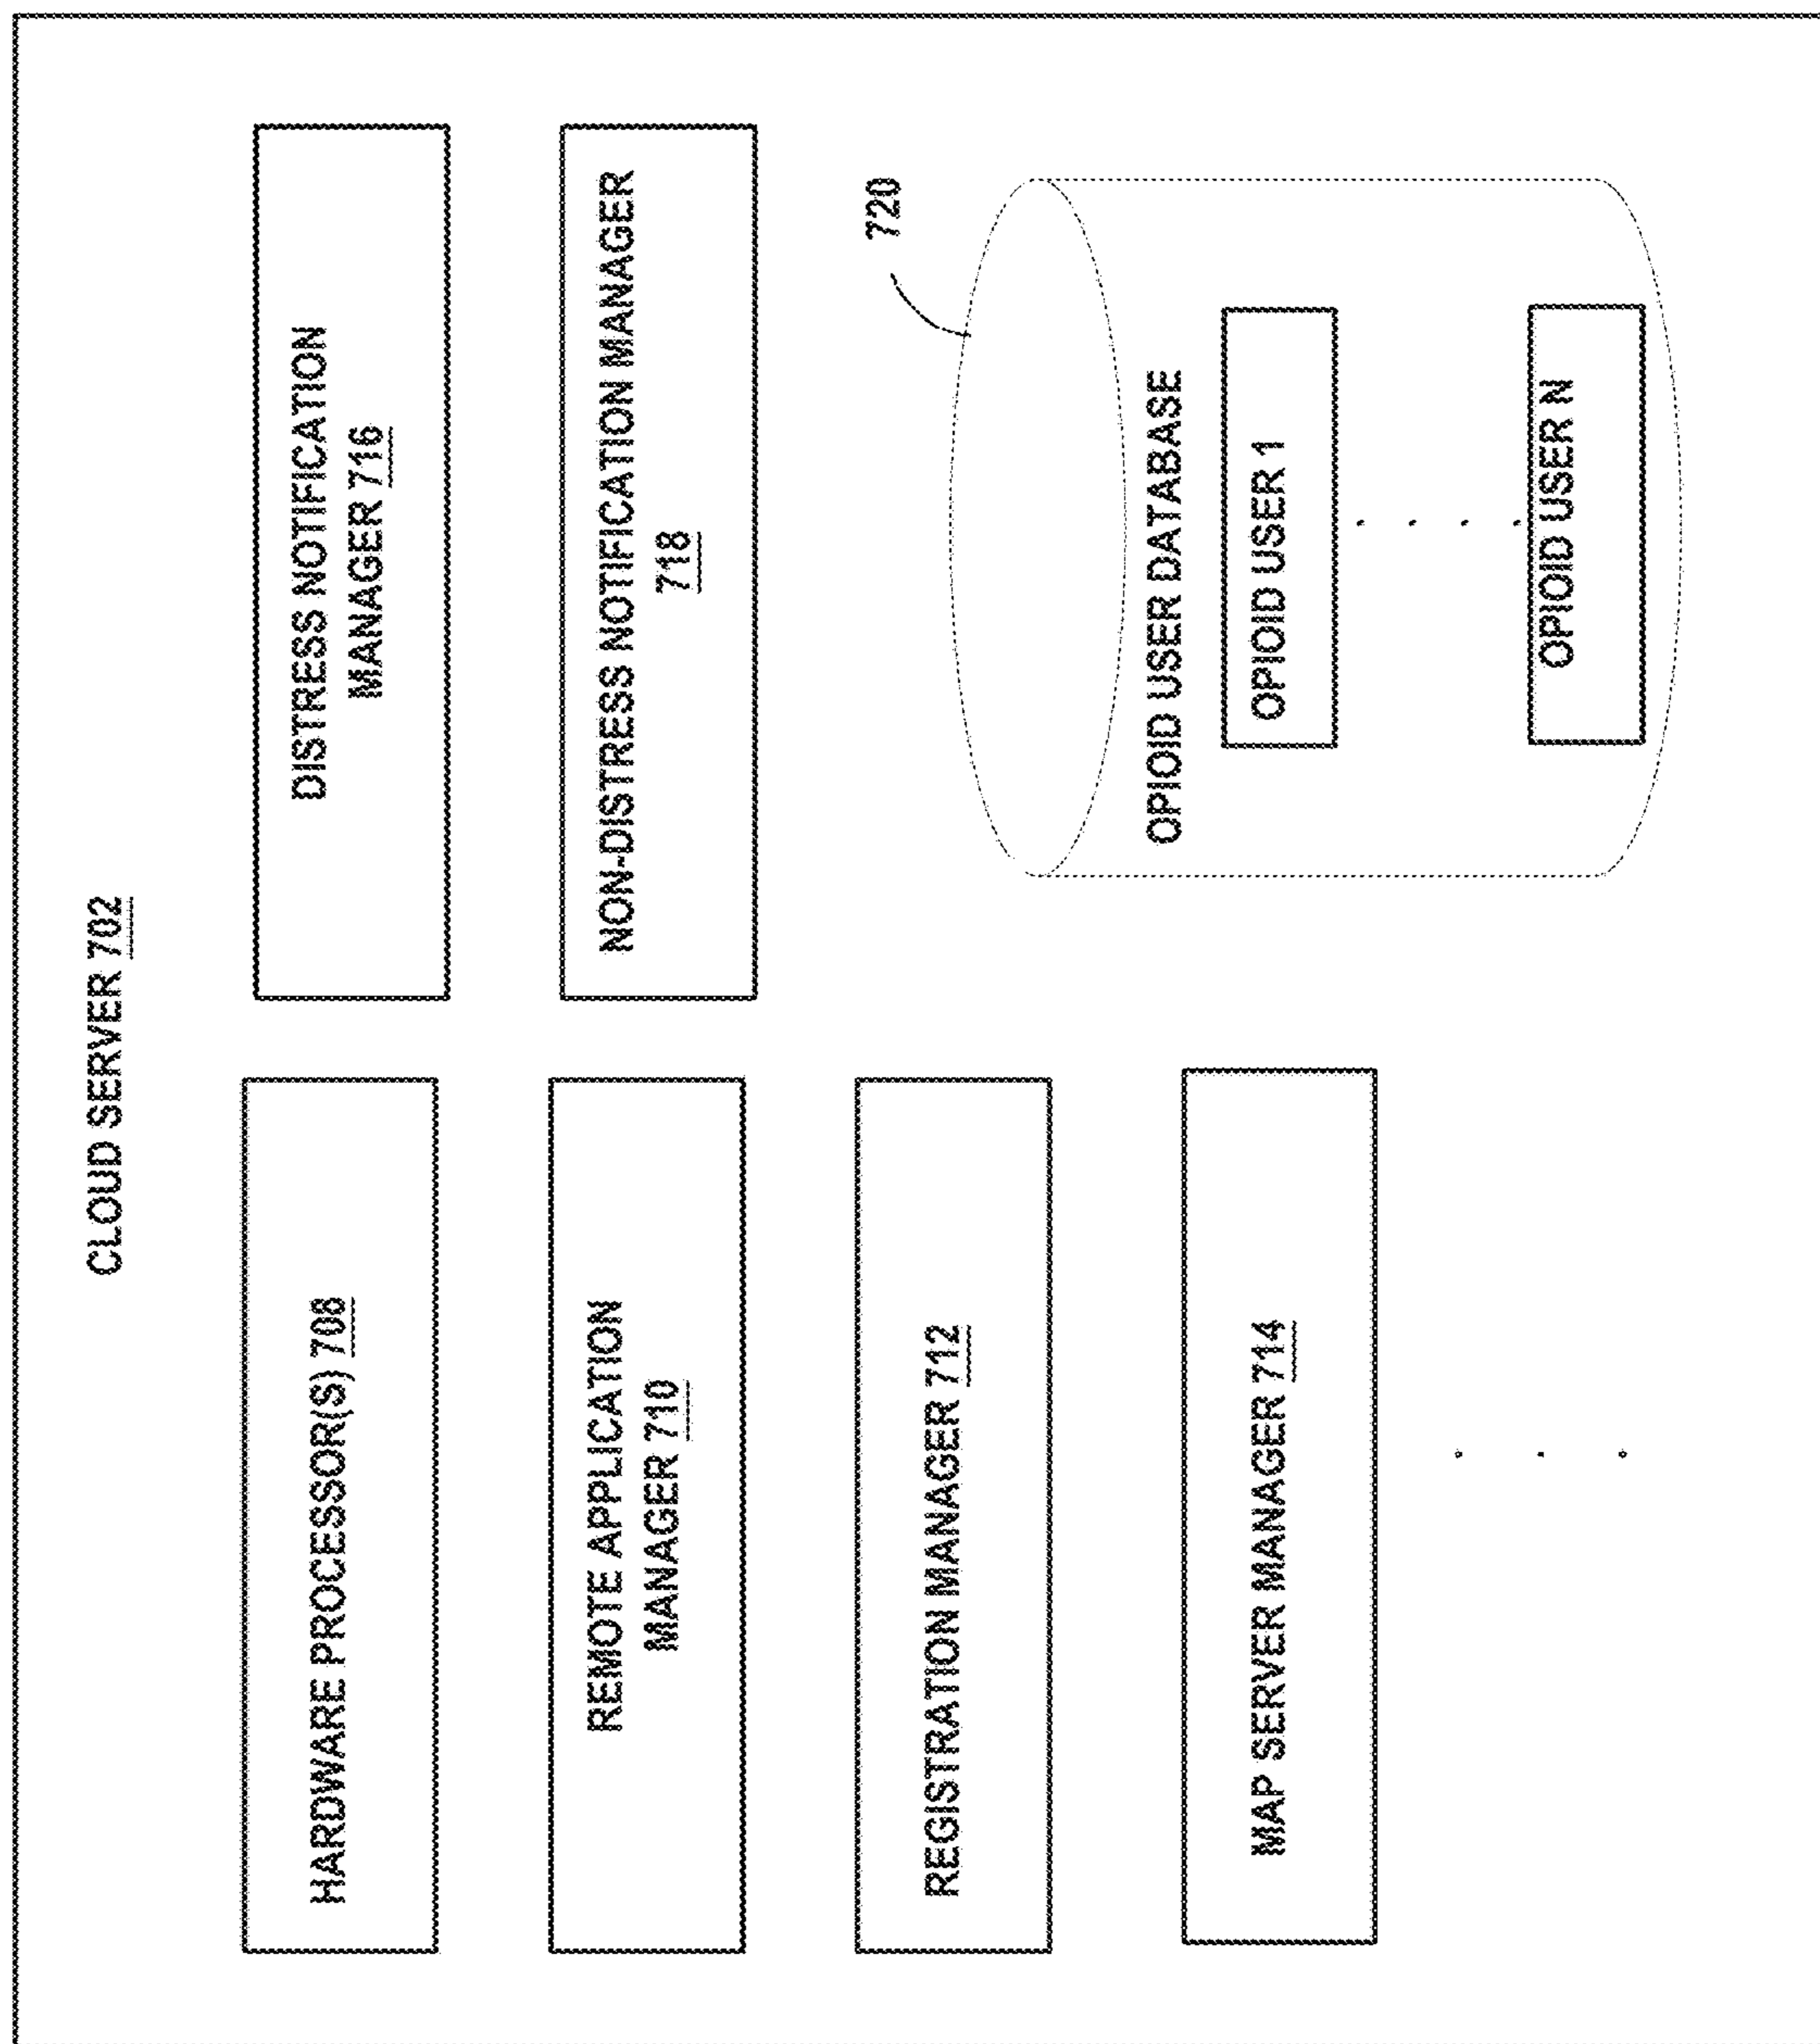 CLOUD SERVER 702
HARDWARE PROCESSOR(S) 708
REMOTE APPLICATION
MANAGER 710
REGISTRATION MANAGER 712
MAP SERVER MANAGER 714
DISTRESS NOTIFICATION
MANAGER 716
NON-DISTRESS NOTIFICATION MANAGER
718
720
OPIOID USER DATABASE
OPIOID USER 1
OPIOID USER N